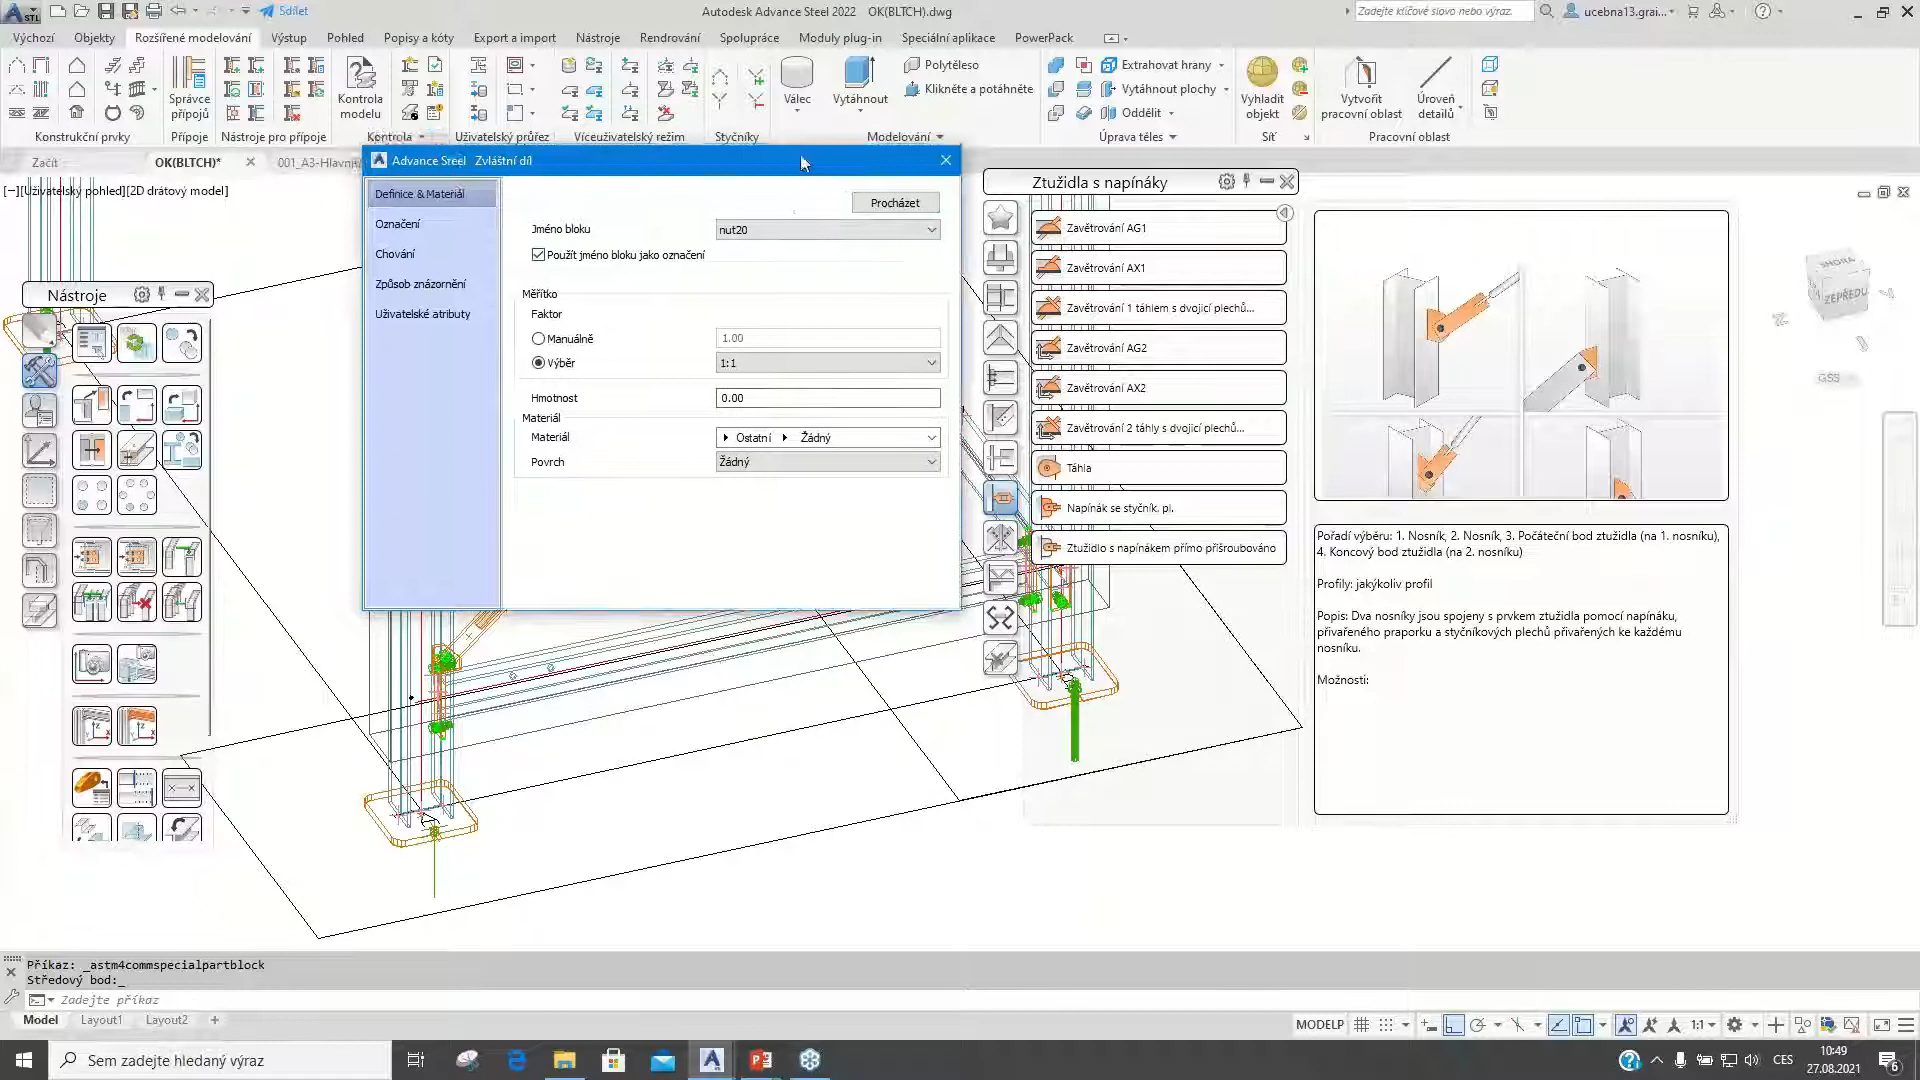 STL
Sdílet
Autodesk Advance Steel 2022 OK(BLTCH).dwg
Zadejte klíčové slovo nebo výraz.
ucebna13.grai...
Výchozí
Objekty
Rozšířené modelování
Výstup
Pohled
Popisy a kóty
Export a import
Nástroje
Rendrování
Spolupráce
Moduly plug-in
Speciální aplikace
PowerPack
Správce přípojů
Kontrola modelu
Válec
Vytáhnout
Polytěleso
Klikněte a potáhněte
Extrahovat hrany
Vytáhnout plochy
Oddělit
Vyhladit objekt
Vytvořit pracovní oblast
Úroveň detailů
Konstrukční prvky
Přípoje
Nástroje pro přípoje
Kontrola
Uživatelský průřez
Víceuživatelský režim
Styčníky
Modelování
Úprava těles
Síť
Pracovní oblast
Začít
OK(BLTCH)*
001_A3-Hlavní
[−][Uživatelský pohled][2D drátový model]
Advance Steel Zvláštní díl
Definice & Materiál
Označení
Chování
Způsob znázornění
Uživatelské atributy
Procházet
Jméno bloku
nut20
Použít jméno bloku jako označení
Měřítko
Faktor
Manuálně
1.00
Výběr
1:1
Hmotnost
0.00
Materiál
Materiál
Ostatní
Žádný
Povrch
Žádný
Nástroje
Ztužidla s napínáky
Zavětrování AG1
Zavětrování AX1
Zavětrování 1 táhlem s dvojicí plechů...
Zavětrování AG2
Zavětrování AX2
Zavětrování 2 táhly s dvojicí plechů...
Táhla
Napínák se styčník. pl.
Ztužidlo s napínákem přímo přišroubováno
Pořadí výběru: 1. Nosník, 2. Nosník, 3. Počáteční bod ztužidla (na 1. nosníku),
4. Koncový bod ztužidla (na 2. nosníku)
Profily: jakýkoliv profil
Popis: Dva nosníky jsou spojeny s prvkem ztužidla pomocí napínáku,
přivařeného praporku a styčníkových plechů přivařených ke každému
nosníku.
Možnosti:
SHORA
ZEPŘEDU
GSS
Příkaz: _astm4commspecialpartblock
Středový bod:_
Zadejte příkaz
Model
Layout1
Layout2
MODELP
1:1
Sem zadejte hledaný výraz
CES
10:49
27.08.2021
6